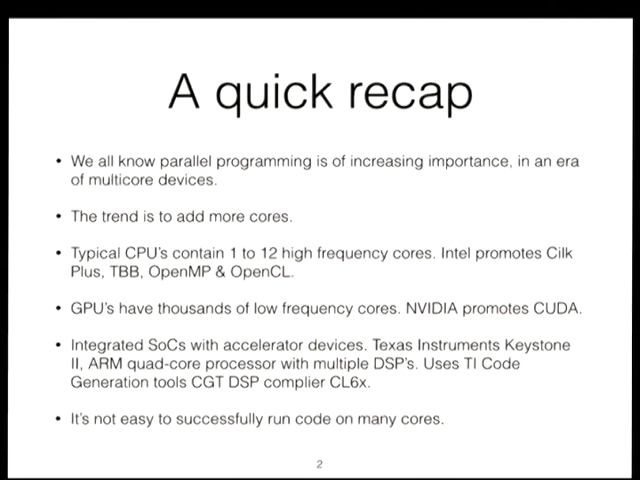 A quick recap
• We all know parallel programming is of increasing importance, in an era
of multicore devices.
• The trend is to add more cores.
• Typical CPU's contain 1 to 12 high frequency cores. Intel promotes Cilk
Plus, TBB, OpenMP & OpenCL.
• GPU's have thousands of low frequency cores. NVIDIA promotes CUDA.
• Integrated SoCs with accelerator devices. Texas Instruments Keystone
II, ARM quad-core processor with multiple DSP's. Uses TI Code
Generation tools CGT DSP complier CL6x.
• It's not easy to successfully run code on many cores.
2